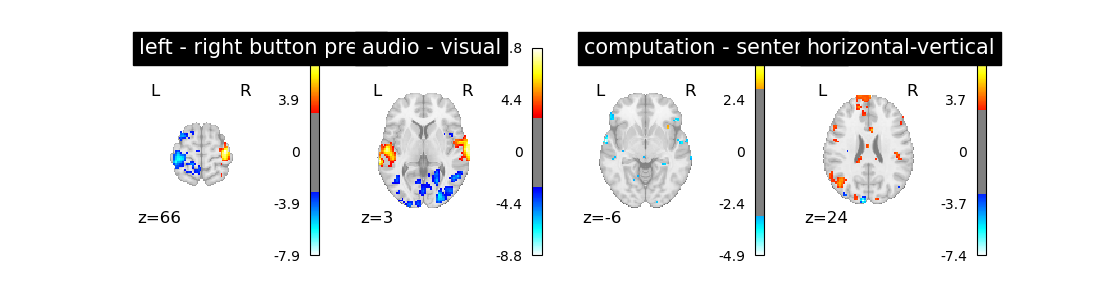 left - right button pre
audio - visual
computation - senten
horizontal-vertical
L R
3.9
0
-3.9
-7.9
z=66
L R
.8
4.4
0
-4.4
-8.8
z=3
L R
2.4
0
-2.4
-4.9
z=-6
L R
3.7
0
-3.7
-7.4
z=24